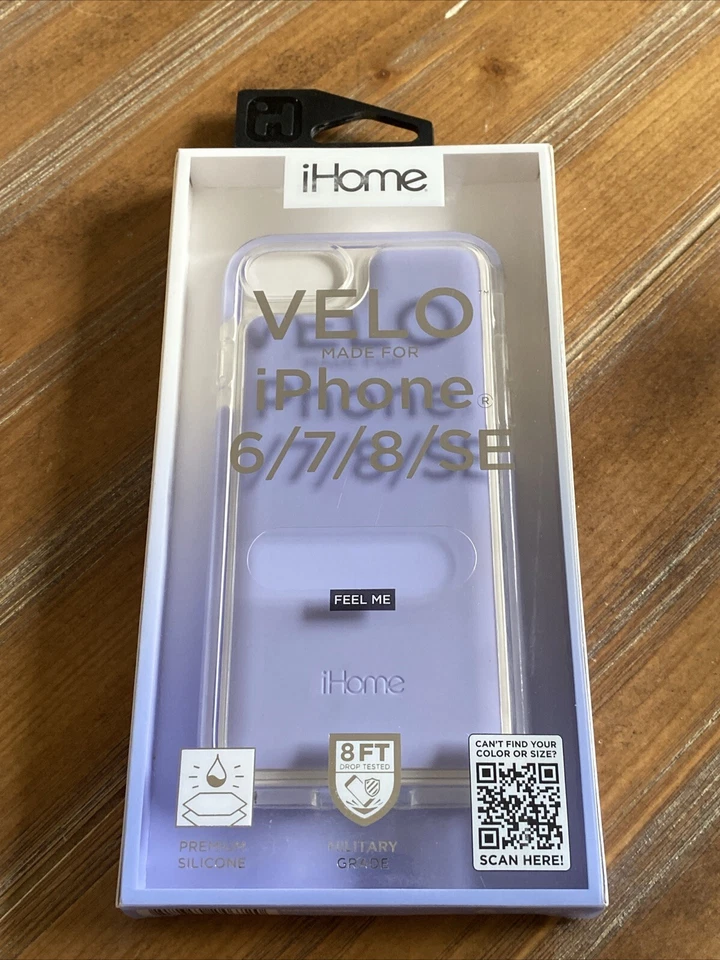 iHome
VELO™
MADE FOR
iPhone®
6/7/8/SE
FEEL ME
iHome
PREMIUM
SILICONE
8 FT
DROP TESTED
MILITARY
GRADE
CAN'T FIND YOUR
COLOR OR SIZE?
SCAN HERE!